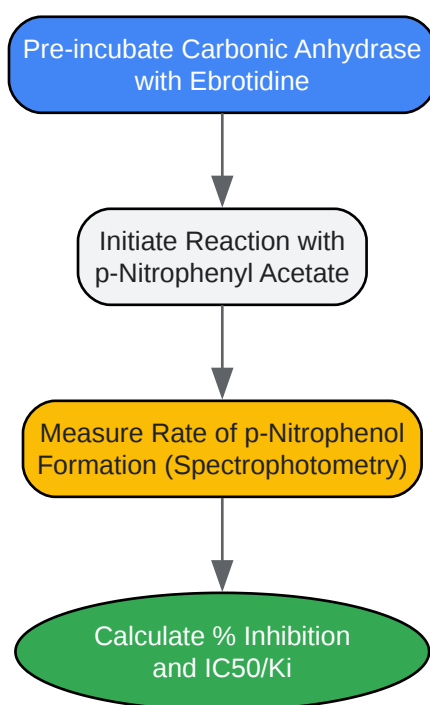 Pre-incubate Carbonic Anhydrase
with Ebrotidine
Initiate Reaction with
p-Nitrophenyl Acetate
Measure Rate of p-Nitrophenol
Formation (Spectrophotometry)
Calculate % Inhibition
and IC50/Ki